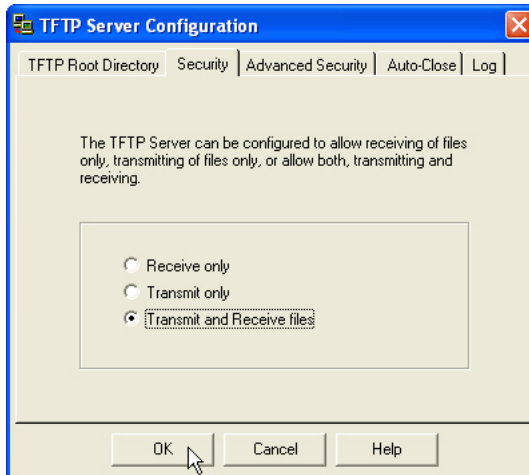 TFTP Server Configuration
TFTP Root Directory Security Advanced Security Auto-Close Log
The TFTP Server can be configured to allow receiving of files
only, transmitting of files only, or allow both, transmitting and
receiving.
Receive only
Transmit only
Transmit and Receive files
OK Cancel Help